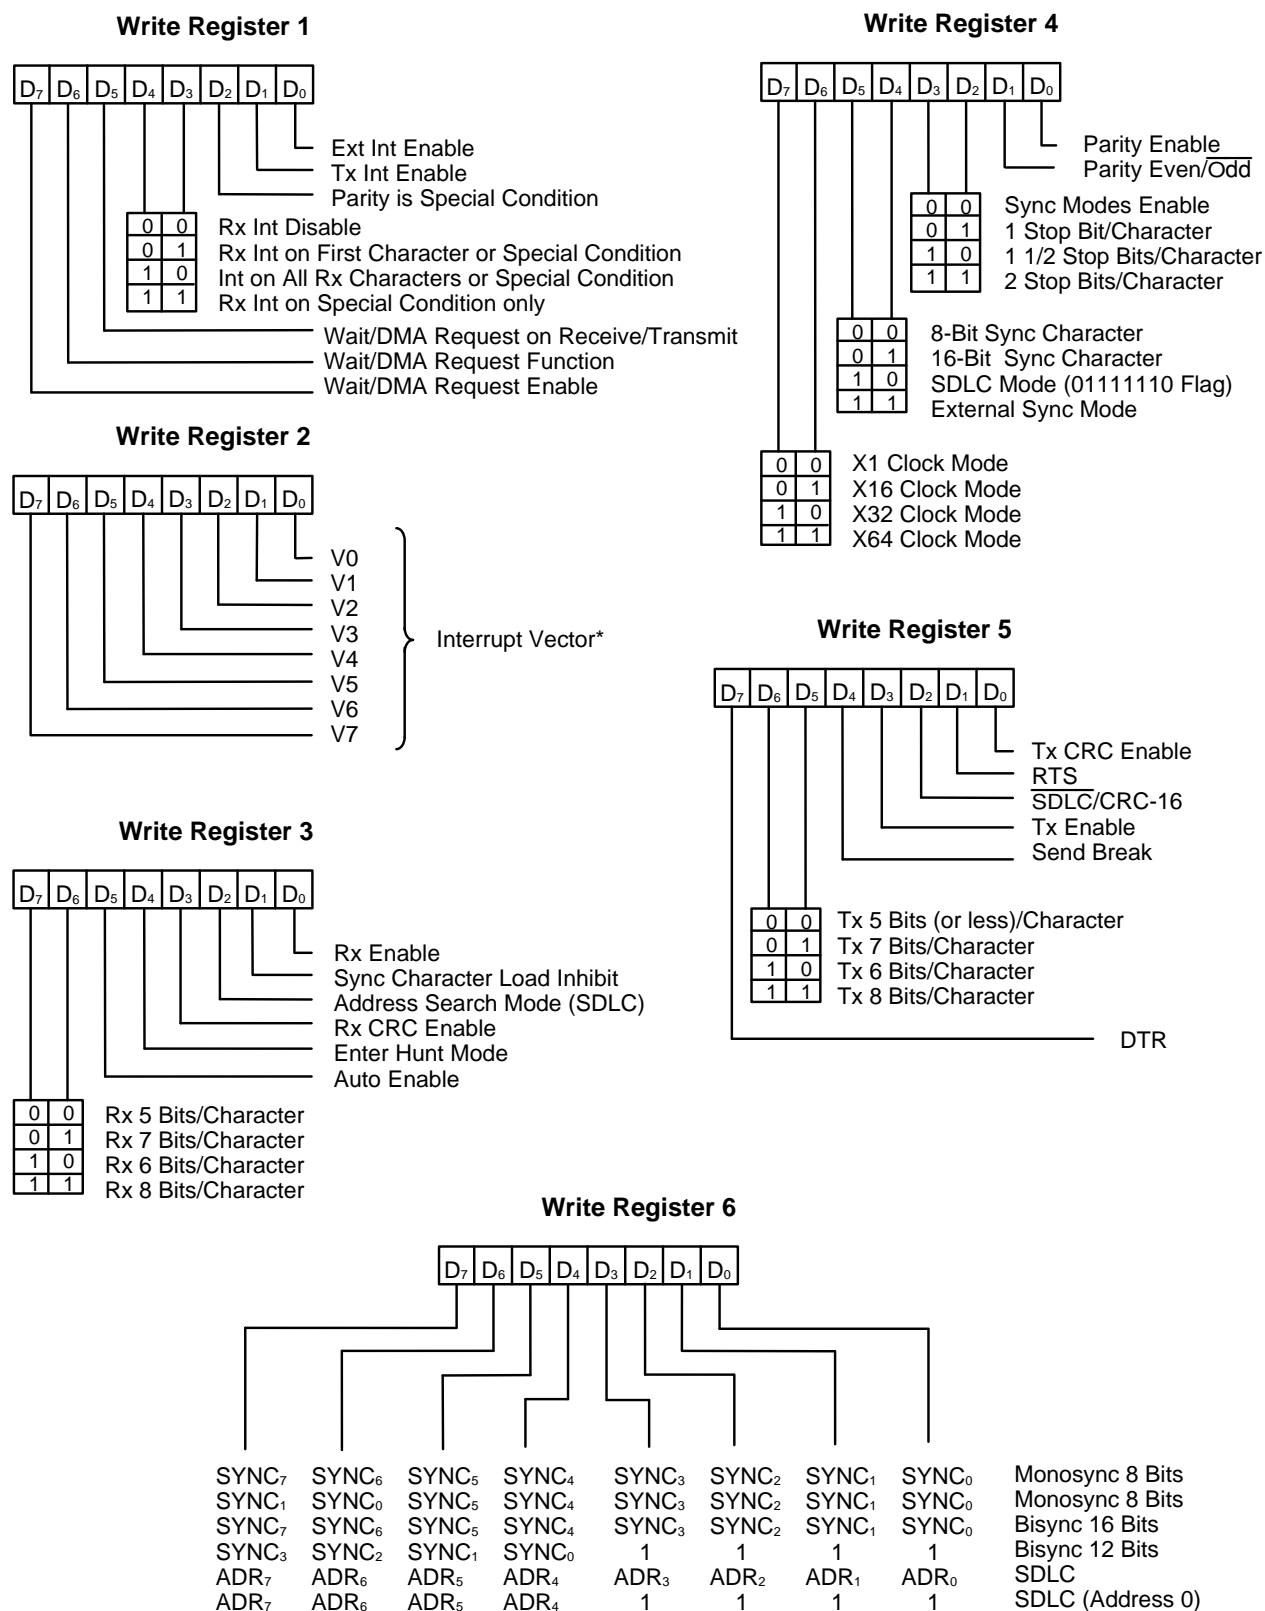 Write Register 1
D7 D6 D5 D4 D3 D2 D1 D0
Ext Int Enable
Tx Int Enable
Parity is Special Condition
0 0 Rx Int Disable
0 1 Rx Int on First Character or Special Condition
1 0 Int on All Rx Characters or Special Condition
1 1 Rx Int on Special Condition only
Wait/DMA Request on Receive/Transmit
Wait/DMA Request Function
Wait/DMA Request Enable
Write Register 2
D7 D6 D5 D4 D3 D2 D1 D0
V0
V1
V2
V3
V4
V5
V6
V7
Interrupt Vector*
Write Register 3
D7 D6 D5 D4 D3 D2 D1 D0
Rx Enable
Sync Character Load Inhibit
Address Search Mode (SDLC)
Rx CRC Enable
Enter Hunt Mode
Auto Enable
0 0 Rx 5 Bits/Character
0 1 Rx 7 Bits/Character
1 0 Rx 6 Bits/Character
1 1 Rx 8 Bits/Character
Write Register 4
D7 D6 D5 D4 D3 D2 D1 D0
Parity Enable
Parity Even/O̅d̅d̅
0 0 Sync Modes Enable
0 1 1 Stop Bit/Character
1 0 1 1/2 Stop Bits/Character
1 1 2 Stop Bits/Character
0 0 8-Bit Sync Character
0 1 16-Bit Sync Character
1 0 SDLC Mode (01111110 Flag)
1 1 External Sync Mode
0 0 X1 Clock Mode
0 1 X16 Clock Mode
1 0 X32 Clock Mode
1 1 X64 Clock Mode
Write Register 5
D7 D6 D5 D4 D3 D2 D1 D0
Tx CRC Enable
RTS
S̅D̅L̅C̅/CRC-16
Tx Enable
Send Break
0 0 Tx 5 Bits (or less)/Character
0 1 Tx 7 Bits/Character
1 0 Tx 6 Bits/Character
1 1 Tx 8 Bits/Character
DTR
Write Register 6
D7 D6 D5 D4 D3 D2 D1 D0
SYNC7 SYNC6 SYNC5 SYNC4 SYNC3 SYNC2 SYNC1 SYNC0 Monosync 8 Bits
SYNC1 SYNC0 SYNC5 SYNC4 SYNC3 SYNC2 SYNC1 SYNC0 Monosync 8 Bits
SYNC7 SYNC6 SYNC5 SYNC4 SYNC3 SYNC2 SYNC1 SYNC0 Bisync 16 Bits
SYNC3 SYNC2 SYNC1 SYNC0 1 1 1 1 Bisync 12 Bits
ADR7 ADR6 ADR5 ADR4 ADR3 ADR2 ADR1 ADR0 SDLC
ADR7 ADR6 ADR5 ADR4 1 1 1 1 SDLC (Address 0)